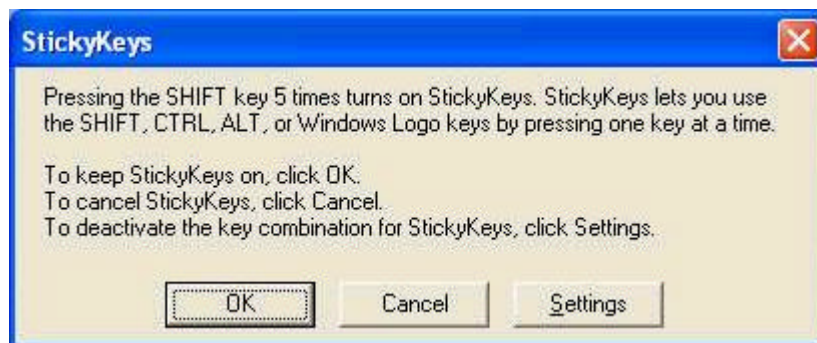 StickyKeys
Pressing the SHIFT key 5 times turns on StickyKeys. StickyKeys lets you use
the SHIFT, CTRL, ALT, or Windows Logo keys by pressing one key at a time.
To keep StickyKeys on, click OK.
To cancel StickyKeys, click Cancel.
To deactivate the key combination for StickyKeys, click Settings.
OK Cancel Settings